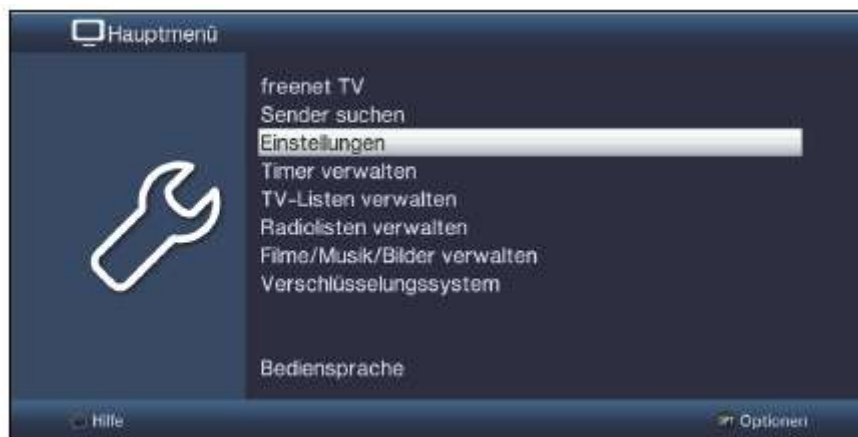 Hauptmenü
freenet TV
Sender suchen
Einstellungen
Timer verwalten
TV-Listen verwalten
Radiolisten verwalten
Filme/Musik/Bilder verwalten
Verschlüsselungssystem
Bediensprache
Hilfe
Optionen